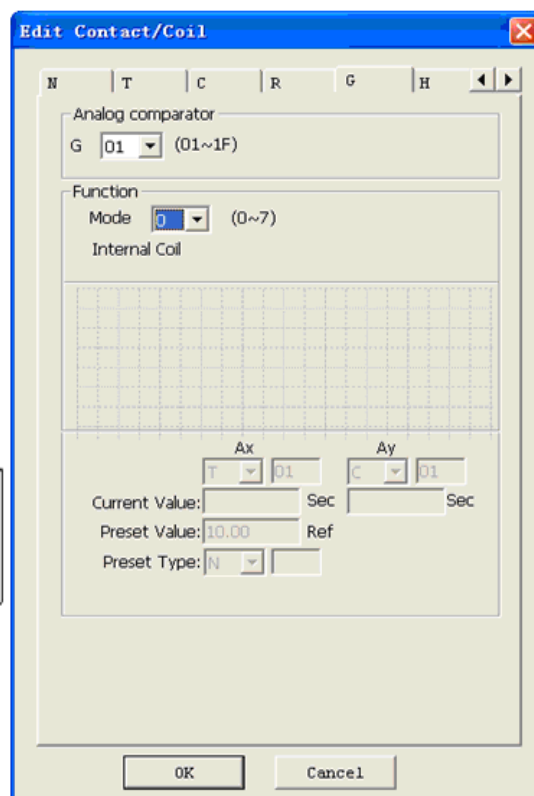 Edit Contact/Coil
N T C R G H
Analog comparator
G 01 (01~1F)
Function
Mode 0 (0~7)
Internal Coil
Ax Ay
T 01 C 01
Current Value: Sec Sec
Preset Value: 10.00 Ref
Preset Type: N
OK Cancel